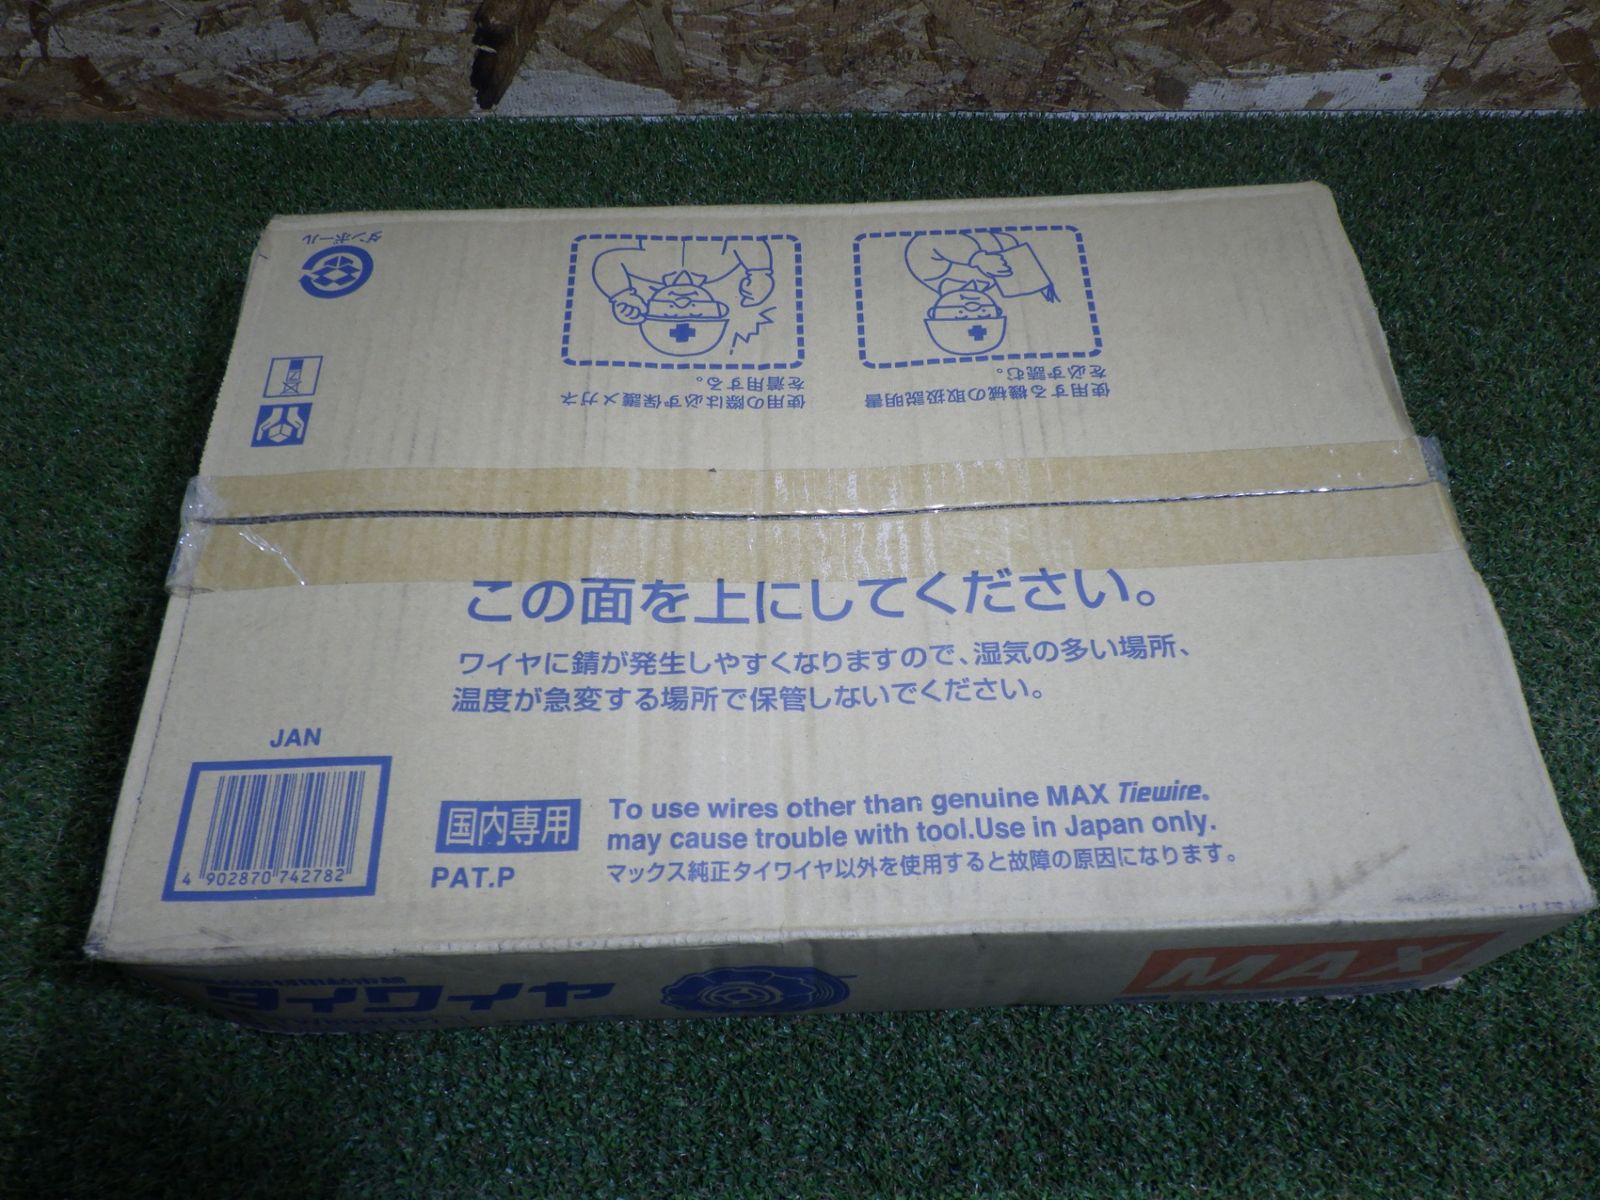 ダンボール
使用の際は必ず保護メガネ
を着用する。
使用する機械の取扱説明書
を必ず読む。
この面を上にしてください。
ワイヤに錆が発生しやすくなりますので、湿気の多い場所、
温度が急変する場所で保管しないでください。
JAN
4 902870 742782
国内専用
PAT.P
To use wires other than genuine MAX Tiewire.
may cause trouble with tool.Use in Japan only.
マックス純正タイワイヤ以外を使用すると故障の原因になります。
タイワイヤ
MAX